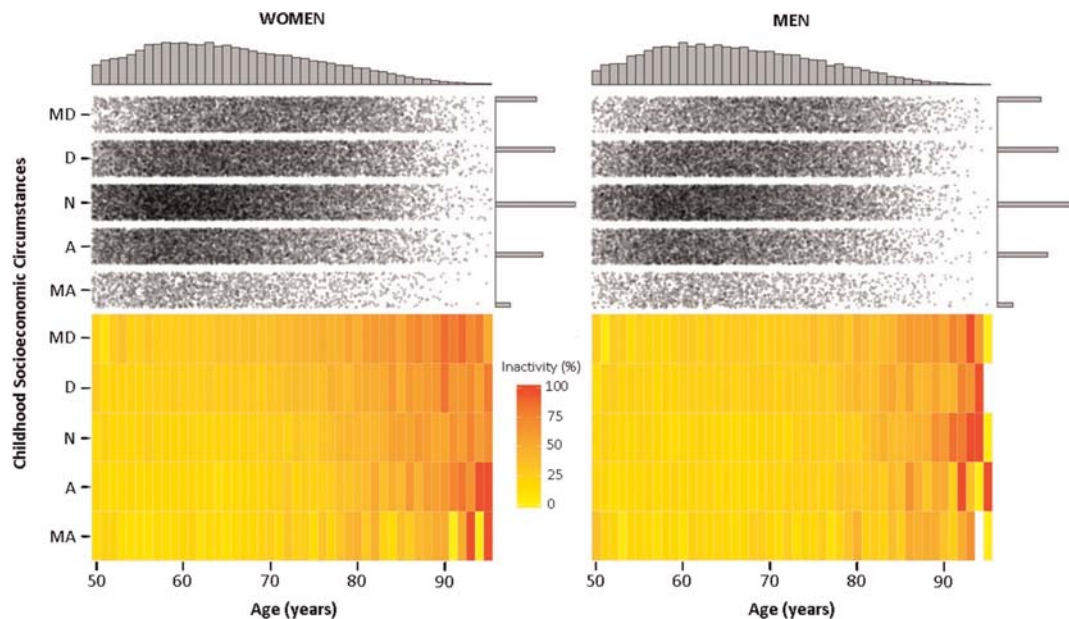 WOMEN
MEN
Childhood Socioeconomic Circumstances
MD
D
N
A
MA
MD
D
N
A
MA
Inactivity (%)
100
75
50
25
0
50 60 70 80 90
50 60 70 80 90
Age (years)
Age (years)